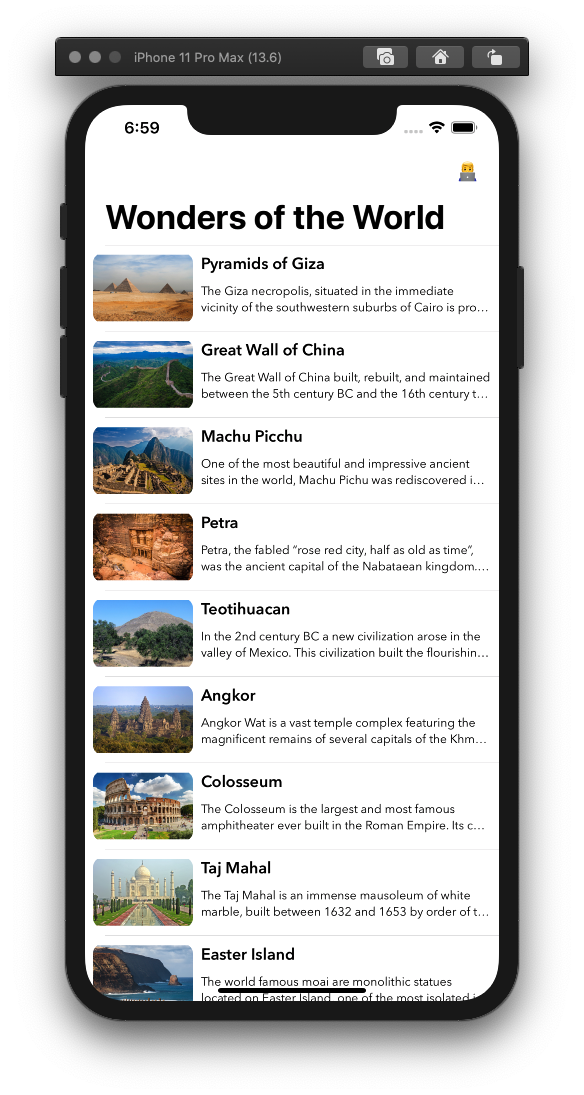 iPhone 11 Pro Max (13.6)
6:59
Wonders of the World
Pyramids of Giza
The Giza necropolis, situated in the immediate
vicinity of the southwestern suburbs of Cairo is pro…
Great Wall of China
The Great Wall of China built, rebuilt, and maintained
between the 5th century BC and the 16th century t…
Machu Picchu
One of the most beautiful and impressive ancient
sites in the world, Machu Pichu was rediscovered i…
Petra
Petra, the fabled “rose red city, half as old as time”,
was the ancient capital of the Nabataean kingdom.…
Teotihuacan
In the 2nd century BC a new civilization arose in the
valley of Mexico. This civilization built the flourishin…
Angkor
Angkor Wat is a vast temple complex featuring the
magnificent remains of several capitals of the Khm…
Colosseum
The Colosseum is the largest and most famous
amphitheater ever built in the Roman Empire. Its c…
Taj Mahal
The Taj Mahal is an immense mausoleum of white
marble, built between 1632 and 1653 by order of t…
Easter Island
The world famous moai are monolithic statues
located on Easter Island, one of the most isolated i…